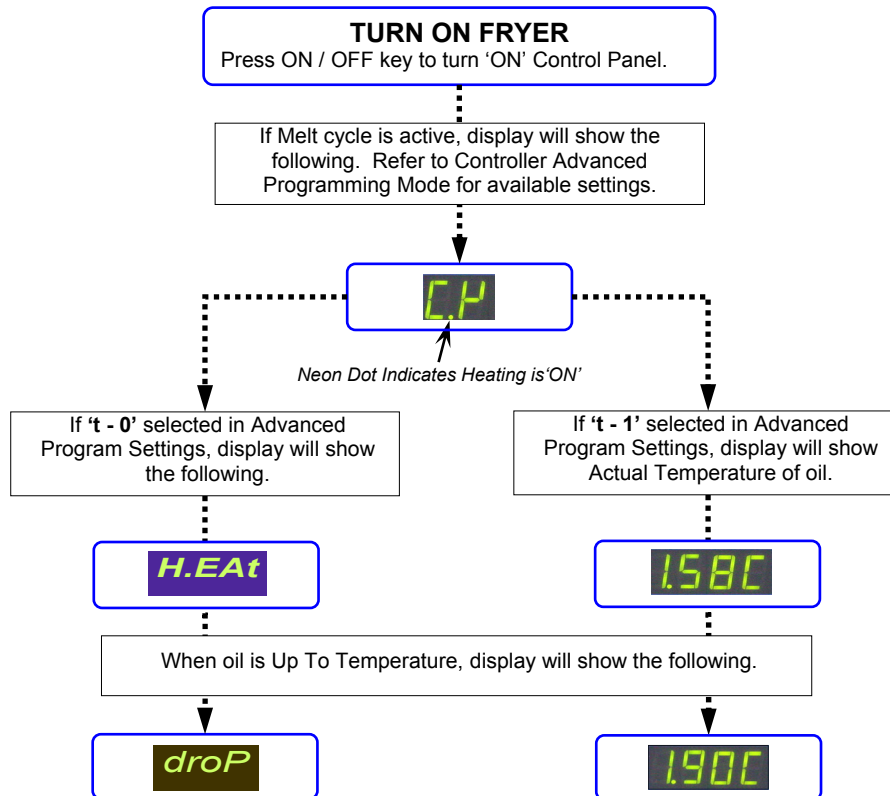 TURN ON FRYER
Press ON / OFF key to turn ‘ON’ Control Panel.
If Melt cycle is active, display will show the
following. Refer to Controller Advanced
Programming Mode for available settings.
C.Y
Neon Dot Indicates Heating is‘ON’
If ‘t - 0’ selected in Advanced
Program Settings, display will show
the following.
If ‘t - 1’ selected in Advanced
Program Settings, display will show
Actual Temperature of oil.
H.EAt
1.58C
When oil is Up To Temperature, display will show the following.
droP
1.90C